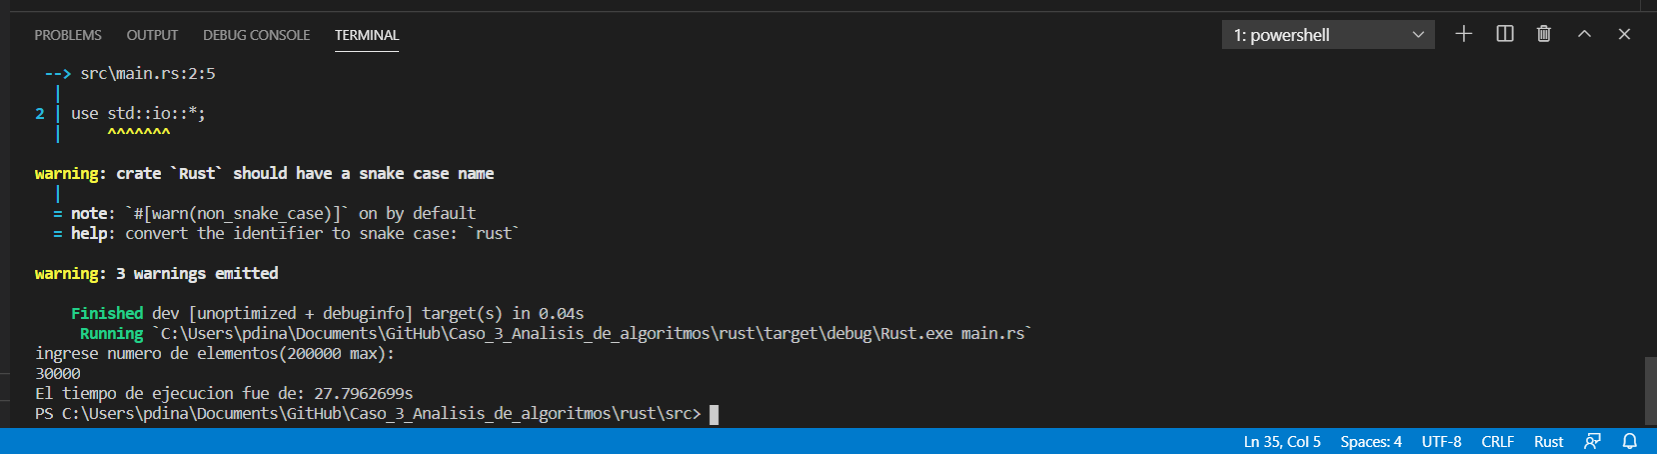 PROBLEMS OUTPUT DEBUG CONSOLE TERMINAL 1: powershell
--> src\main.rs:2:5
|
2 | use std::io::*;
| ^^^^^^^
warning: crate `Rust` should have a snake case name
|
= note: `#[warn(non_snake_case)]` on by default
= help: convert the identifier to snake case: `rust`
warning: 3 warnings emitted
Finished dev [unoptimized + debuginfo] target(s) in 0.04s
Running `C:\Users\pdina\Documents\GitHub\Caso_3_Analisis_de_algoritmos\rust\target\debug\Rust.exe main.rs`
ingrese numero de elementos(200000 max):
30000
El tiempo de ejecucion fue de: 27.7962699s
PS C:\Users\pdina\Documents\GitHub\Caso_3_Analisis_de_algoritmos\rust\src>
Ln 35, Col 5 Spaces: 4 UTF-8 CRLF Rust